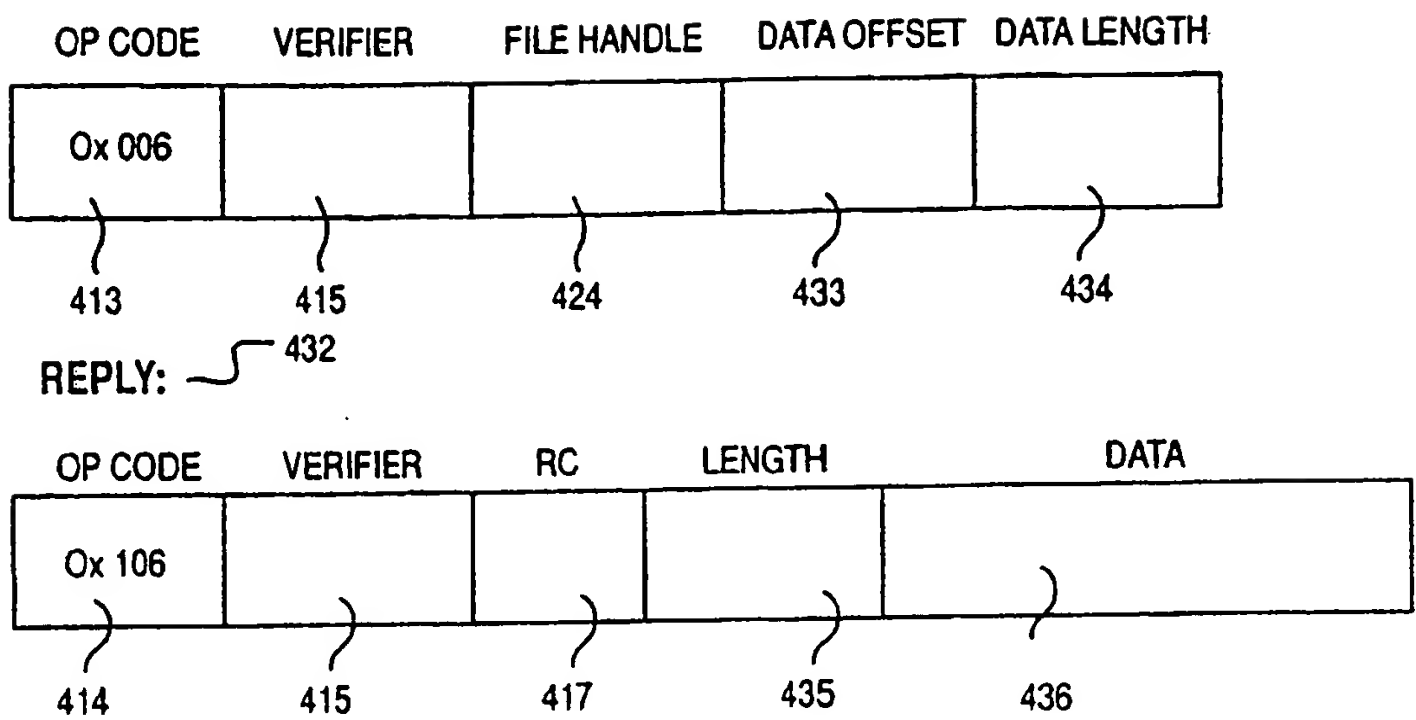 OP CODE VERIFIER FILE HANDLE DATA OFFSET DATA LENGTH
Ox 006
413 415 424 433 434
432
REPLY:
OP CODE VERIFIER RC LENGTH DATA
Ox 106
414 415 417 435 436